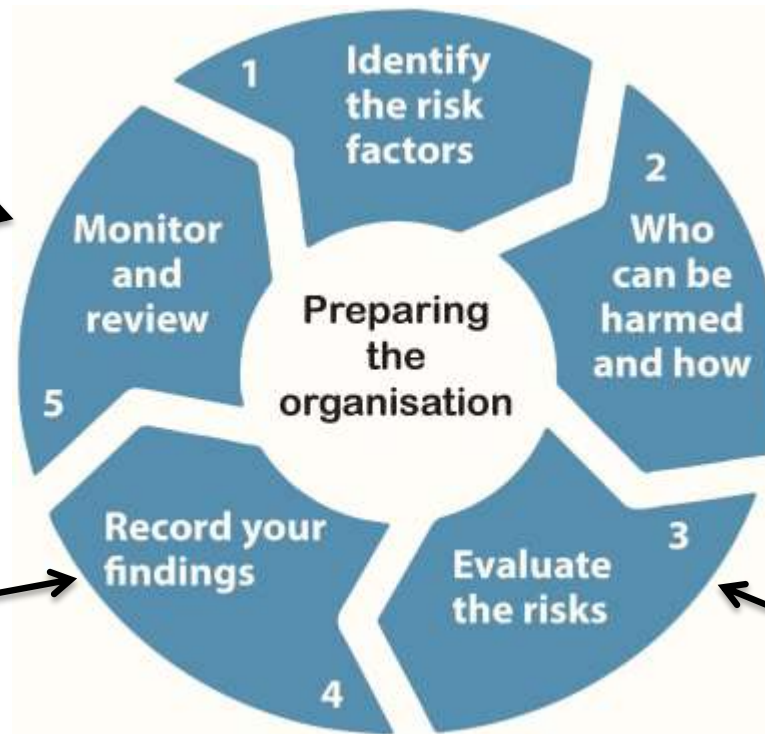 1
Identify
the risk
factors
2
Who
can be
harmed
and how
3
Evaluate
the risks
4
Record your
findings
5
Monitor
and
review
Preparing
the
organisation